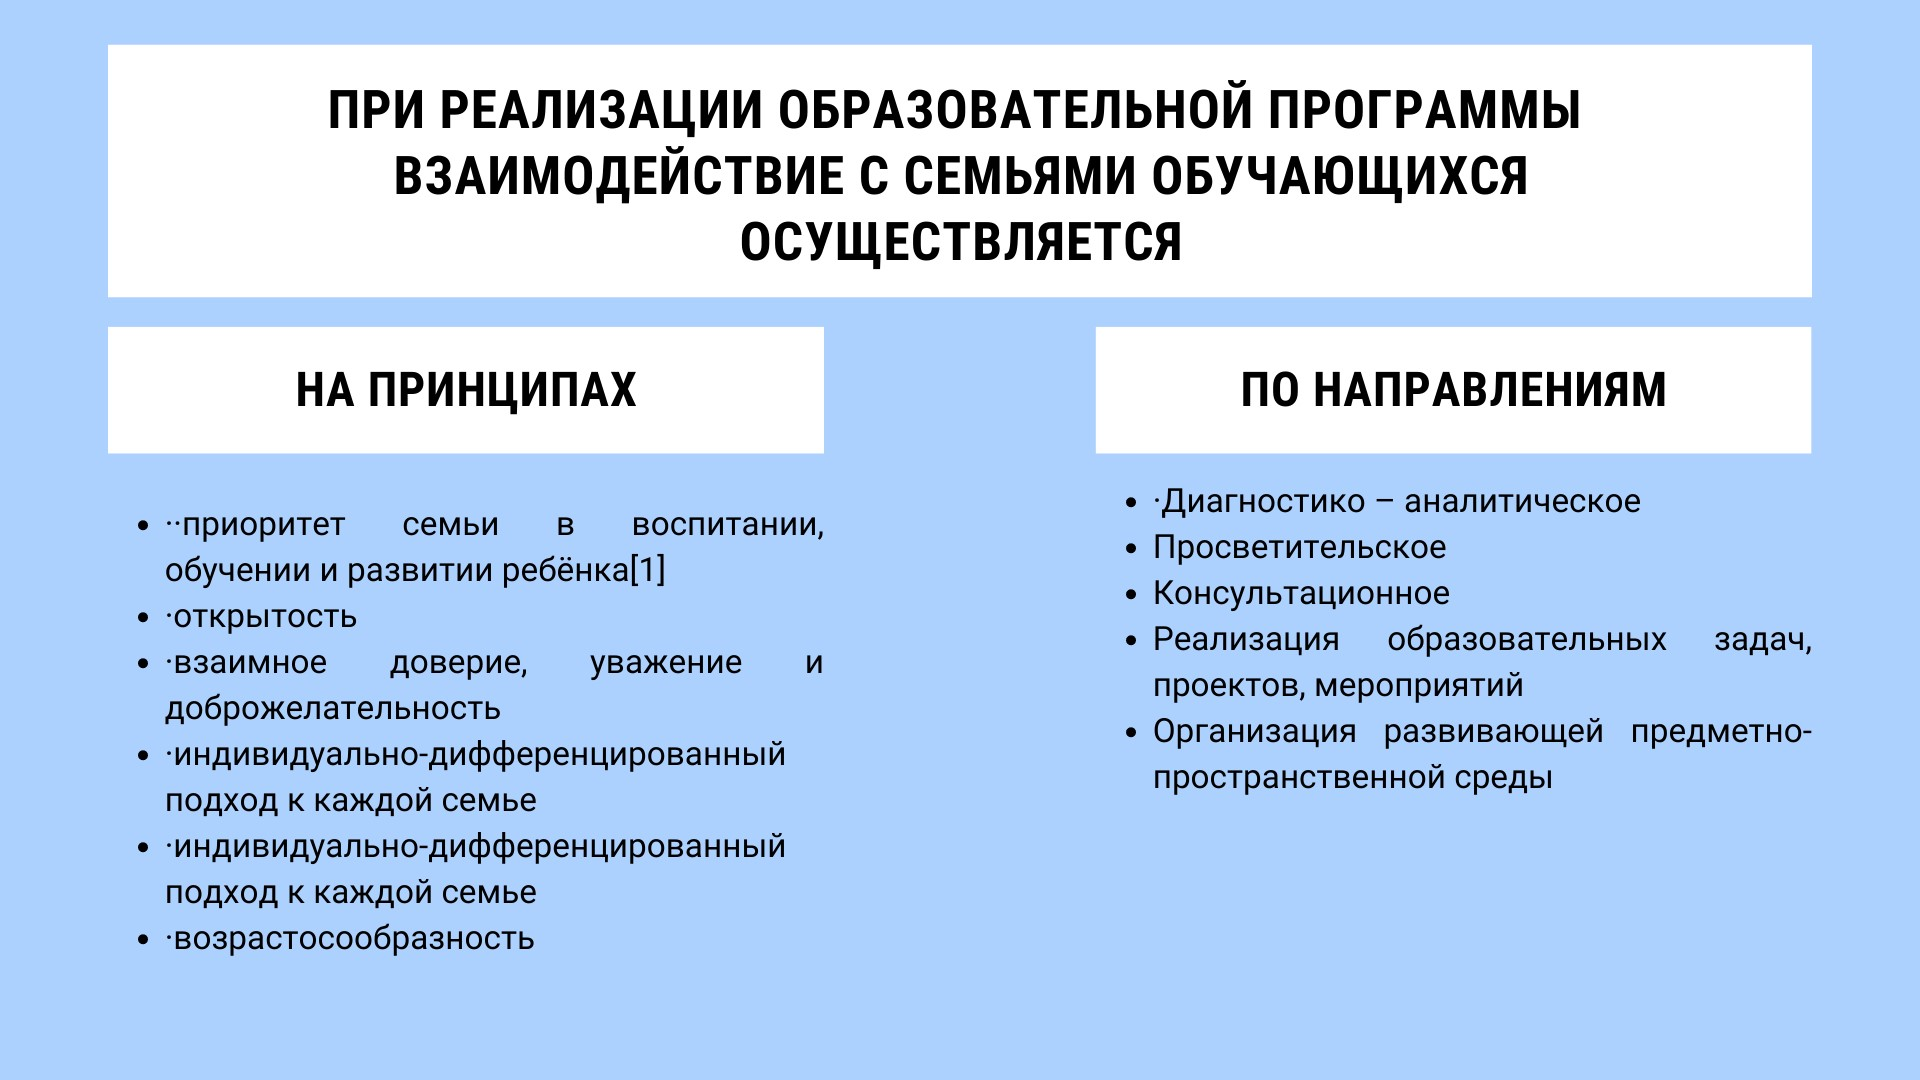 ПРИ РЕАЛИЗАЦИИ ОБРАЗОВАТЕЛЬНОЙ ПРОГРАММЫ
ВЗАИМОДЕЙСТВИЕ С СЕМЬЯМИ ОБУЧАЮЩИХСЯ
ОСУЩЕСТВЛЯЕТСЯ
НА ПРИНЦИПАХ
• ··приоритет семьи в воспитании,
обучении и развитии ребёнка[1]
• ·открытость
• ·взаимное доверие, уважение и
доброжелательность
• ·индивидуально-дифференцированный
подход к каждой семье
• ·индивидуально-дифференцированный
подход к каждой семье
• ·возрастосообразность
ПО НАПРАВЛЕНИЯМ
• ·Диагностико – аналитическое
• Просветительское
• Консультационное
• Реализация образовательных задач,
проектов, мероприятий
• Организация развивающей предметно-
пространственной среды